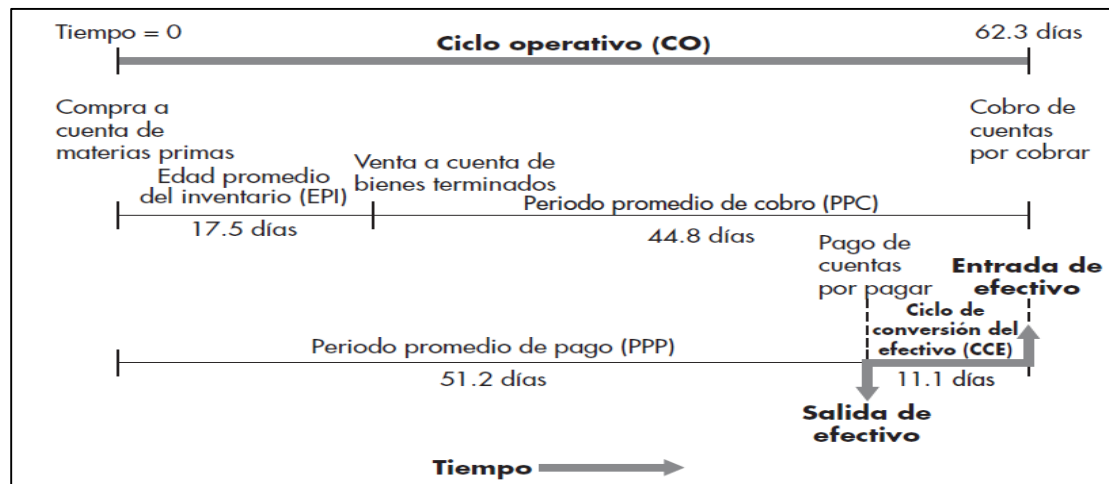 Tiempo = 0
Ciclo operativo (CO)
62.3 días
Compra a
cuenta de
materias primas
Cobro de
cuentas
por cobrar
Edad promedio
del inventario (EPI)
17.5 días
Venta a cuenta de
bienes terminados
Periodo promedio de cobro (PPC)
44.8 días
Pago de
cuentas
por pagar
Entrada de
efectivo
Periodo promedio de pago (PPP)
51.2 días
Ciclo de
conversión del
efectivo (CCE)
11.1 días
Salida de
efectivo
Tiempo